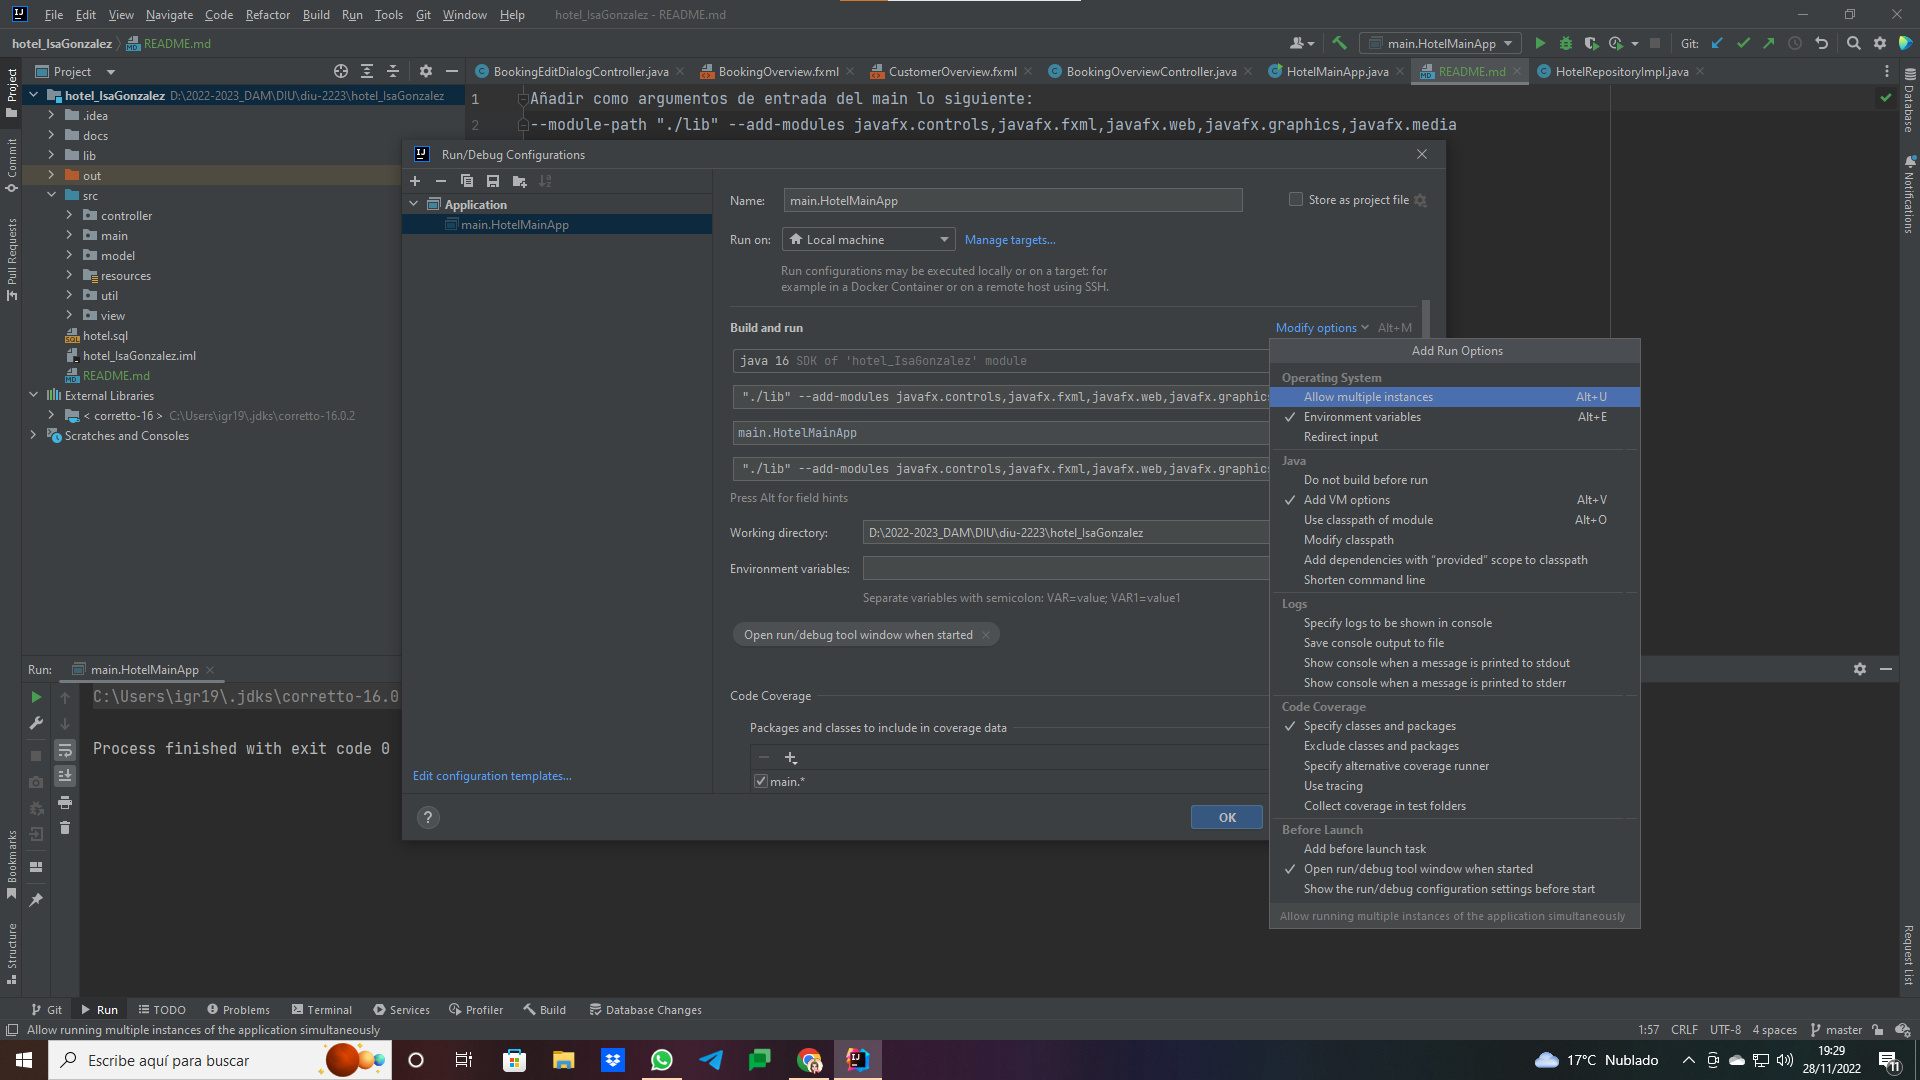 File Edit View Navigate Code Refactor Build Run Tools Git Window Help hotel_IsaGonzalez - README.md
hotel_IsaGonzalez README.md
main.HotelMainApp Git:
Project
BookingEditDialogController.java BookingOverview.fxml CustomerOverview.fxml BookingOverviewController.java HotelMainApp.java README.md HotelRepositoryImpl.java
hotel_IsaGonzalez D:\2022-2023_DAM\DIU\diu-2223\hotel_IsaGonzalez
.idea
docs
lib
out
src
controller
main
model
resources
util
view
hotel.sql
hotel_IsaGonzalez.iml
README.md
External Libraries
< corretto-16 > C:\Users\igr19\.jdks\corretto-16.0.2
Scratches and Consoles
Project
Commit
Pull Requests
Bookmarks
Structure
1 Añadir como argumentos de entrada del main lo siguiente:
2 --module-path "./lib" --add-modules javafx.controls,javafx.fxml,javafx.web,javafx.graphics,javafx.media
Database
Notifications
Request List
Run/Debug Configurations
Application
main.HotelMainApp
Edit configuration templates...
Name: main.HotelMainApp
Store as project file
Run on: Local machine Manage targets...
Run configurations may be executed locally or on a target: for
example in a Docker Container or on a remote host using SSH.
Build and run
Modify options Alt+M
java 16 SDK of 'hotel_IsaGonzalez' module
"./lib" --add-modules javafx.controls,javafx.fxml,javafx.web,javafx.graphics
main.HotelMainApp
"./lib" --add-modules javafx.controls,javafx.fxml,javafx.web,javafx.graphics
Press Alt for field hints
Working directory: D:\2022-2023_DAM\DIU\diu-2223\hotel_IsaGonzalez
Environment variables:
Separate variables with semicolon: VAR=value; VAR1=value1
Open run/debug tool window when started
Code Coverage
Packages and classes to include in coverage data
main.*
?
OK
Add Run Options
Operating System
Allow multiple instances Alt+U
Environment variables Alt+E
Redirect input
Java
Do not build before run
Add VM options Alt+V
Use classpath of module Alt+O
Modify classpath
Add dependencies with “provided” scope to classpath
Shorten command line
Logs
Specify logs to be shown in console
Save console output to file
Show console when a message is printed to stdout
Show console when a message is printed to stderr
Code Coverage
Specify classes and packages
Exclude classes and packages
Specify alternative coverage runner
Use tracing
Collect coverage in test folders
Before Launch
Add before launch task
Open run/debug tool window when started
Show the run/debug configuration settings before start
Allow running multiple instances of the application simultaneously
Run: main.HotelMainApp
C:\Users\igr19\.jdks\corretto-16.0
Process finished with exit code 0
Git Run TODO Problems Terminal Services Profiler Build Database Changes
Allow running multiple instances of the application simultaneously
1:57 CRLF UTF-8 4 spaces master
Escribe aquí para buscar
17°C Nublado
19:29
28/11/2022
11